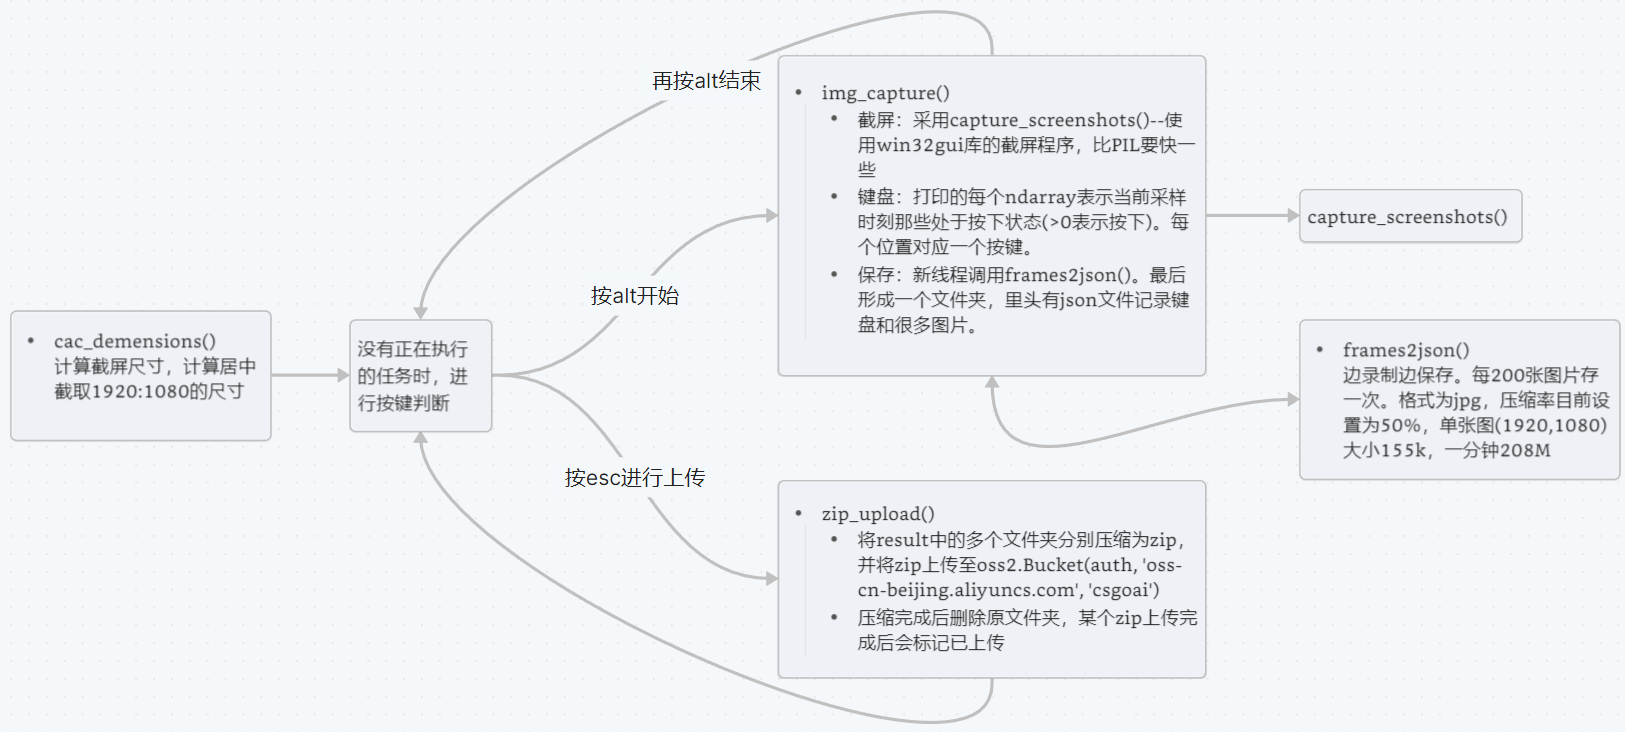 再按alt结束
img_capture()
截屏：采用capture_screenshots()--使
用win32gui库的截屏程序，比PIL要快一
些
键盘：打印的每个ndarray表示当前采样
时刻那些处于按下状态(>0表示按下)。每
个位置对应一个按键。
保存：新线程调用frames2json()。最后
形成一个文件夹，里头有json文件记录键
盘和很多图片。
capture_screenshots()
按alt开始
cac_demensions()
计算截屏尺寸，计算居中
截取1920:1080的尺寸
没有正在执行
的任务时，进
行按键判断
frames2json()
边录制边保存。每200张图片存
一次。格式为jpg，压缩率目前设
置为50%，单张图(1920,1080)
大小155k，一分钟208M
按esc进行上传
zip_upload()
将result中的多个文件夹分别压缩为zip，
并将zip上传至oss2.Bucket(auth, 'oss-
cn-beijing.aliyuncs.com', 'csgoai')
压缩完成后删除原文件夹，某个zip上传完
成后会标记已上传